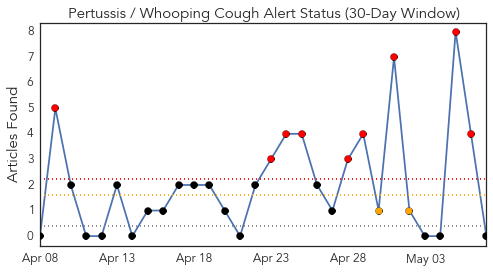 Pertussis / Whooping Cough Alert Status (30-Day Window)
Articles Found
8
7
6
5
4
3
2
1
0
Apr 08
Apr 13
Apr 18
Apr 23
Apr 28
May 03